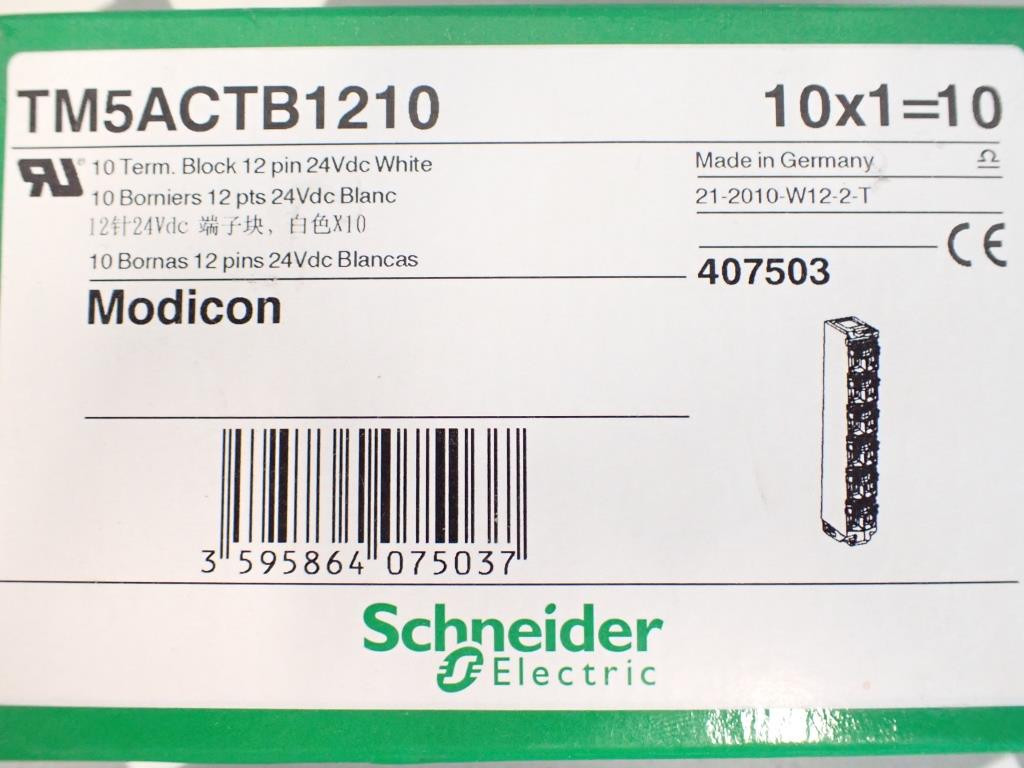 TM5ACTB1210
10x1=10
10 Term. Block 12 pin 24Vdc White
10 Borniers 12 pts 24Vdc Blanc
12针24Vdc 端子块，白色X10
10 Bornas 12 pins 24Vdc Blancas
Modicon
Made in Germany
21-2010-W12-2-T
CE
407503
3 595864 075037
Schneider
Electric